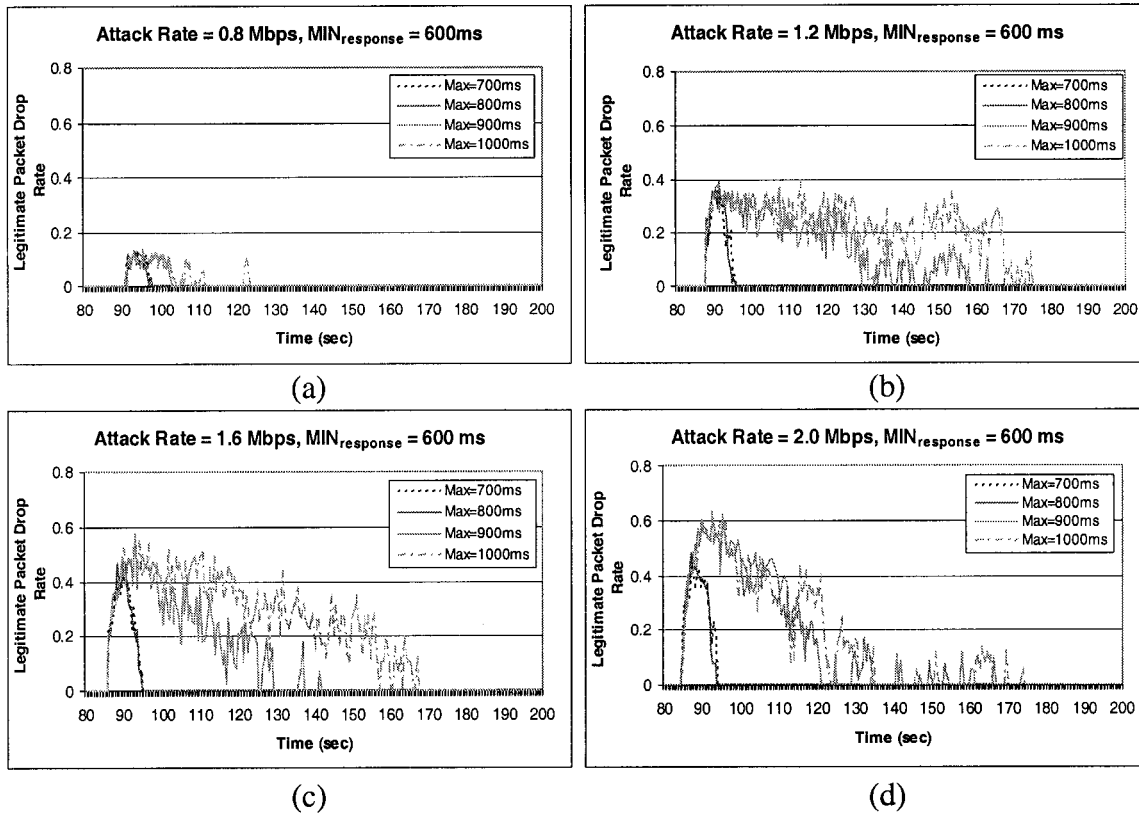 Attack Rate = 0.8 Mbps, MINresponse = 600ms
Legitimate Packet Drop
Rate
0.8
0.6
0.4
0.2
0
Max=700ms
Max=800ms
Max=900ms
Max=1000ms
80 90 100 110 120 130 140 150 160 170 180 190 200
Time (sec)
(a)
Attack Rate = 1.2 Mbps, MINresponse = 600 ms
Legitimate Packet Drop
Rate
0.8
0.6
0.4
0.2
0
Max=700ms
Max=800ms
Max=900ms
Max=1000ms
80 90 100 110 120 130 140 150 160 170 180 190 200
Time (sec)
(b)
Attack Rate = 1.6 Mbps, MINresponse = 600 ms
Legitimate Packet Drop
Rate
0.8
0.6
0.4
0.2
0
Max=700ms
Max=800ms
Max=900ms
Max=1000ms
80 90 100 110 120 130 140 150 160 170 180 190 200
Time (sec)
(c)
Attack Rate = 2.0 Mbps, MINresponse = 600 ms
Legitimate Packet Drop
Rate
0.8
0.6
0.4
0.2
0
Max=700ms
Max=800ms
Max=900ms
Max=1000ms
80 90 100 110 120 130 140 150 160 170 180 190 200
Time (sec)
(d)